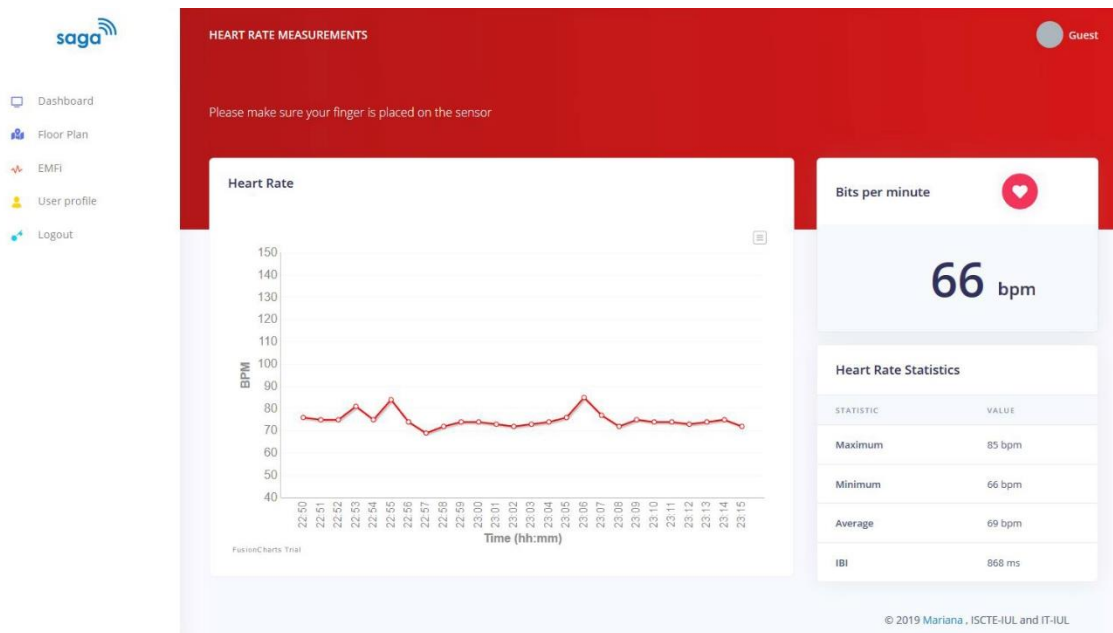 saga
Dashboard
Floor Plan
EMFi
User profile
Logout
HEART RATE MEASUREMENTS
Guest
Please make sure your finger is placed on the sensor
Heart Rate
150
140
130
120
110
100
90
80
70
60
50
40
BPM
22:50
22:51
22:52
22:53
22:54
22:55
22:56
22:57
22:58
22:59
23:00
23:01
23:02
23:03
23:04
23:05
23:06
23:07
23:08
23:09
23:10
23:11
23:12
23:13
23:14
23:15
Time (hh:mm)
FusionCharts Trial
Bits per minute
66 bpm
Heart Rate Statistics
STATISTIC VALUE
Maximum 85 bpm
Minimum 66 bpm
Average 69 bpm
IBI 868 ms
© 2019 Mariana , ISCTE-IUL and IT-IUL